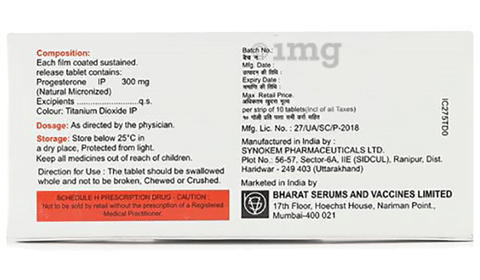 Composition:
Each film coated sustained.
release tablet contains:
Progesterone IP 300 mg
(Natural Micronized)
Excipients ..................q.s.
Colour: Titanium Dioxide IP
Dosage: As directed by the physician.
Storage: Store below 25°C in
a dry place, Protected from light.
Keep all medicines out of reach of children.
Direction for Use : The tablet should be swallowed
whole and not to be broken, Chewed or Crushed.
SCHEDULE H PRESCRIPTION DRUG - CAUTION :
Not to be sold by retail without the prescription of a Registered
Medical Practitioner.
1mg
Batch No.:
बैच न.:
Mfg. Date :
उत्पादन की तिथि :
Expiry Date :
समाप्ति की तिथि :
Max Retail Price.
अधिकतम खुदरा मूल्य
per strip of 10 tablets(Incl of all Taxes)
Mfg. Lic. No. : 27/UA/SC/P-2018
Manufactured in India by :
SYNOKEM PHARMACEUTICALS LTD.
Plot No.: 56-57, Sector-6A, IIE (SIDCUL), Ranipur, Dist.
Haridwar - 249 403 (Uttarakhand)
Marketed in India by
BHARAT SERUMS AND VACCINES LIMITED
17th Floor, Hoechst House, Nariman Point.,
Mumbai-400 021
IC275TD0